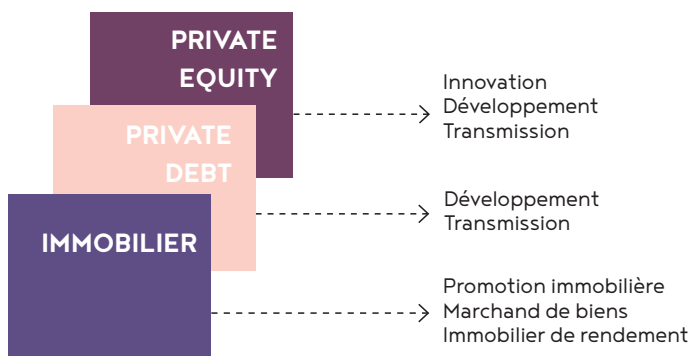 PRIVATE
EQUITY
Innovation
Développement
Transmission
PRIVATE
DEBT
Développement
Transmission
IMMOBILIER
Promotion immobilière
Marchand de biens
Immobilier de rendement